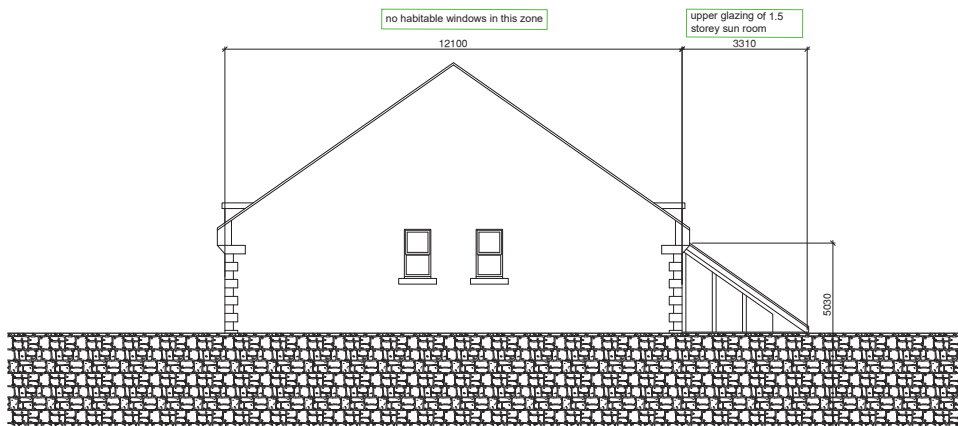 no habitable windows in this zone
upper glazing of 1.5
storey sun room
12100
3310
5030